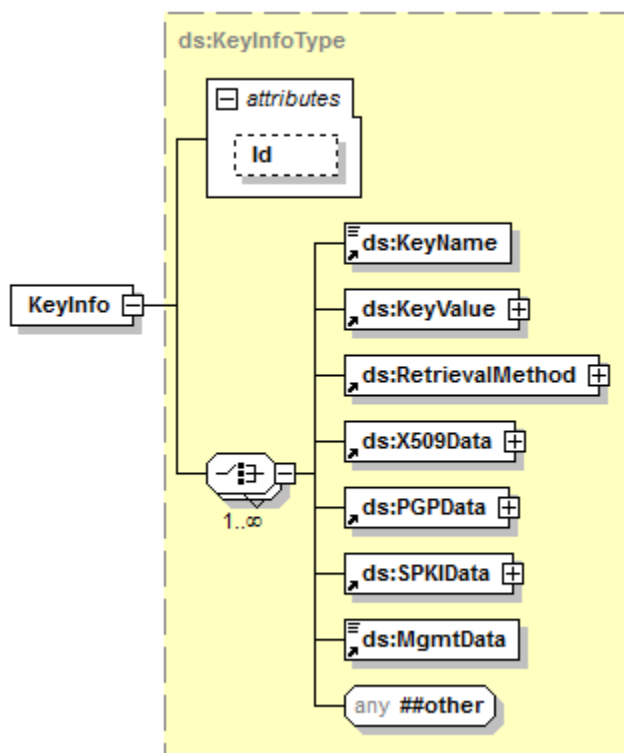 ds:KeyInfoType
attributes
Id
KeyInfo
ds:KeyName
ds:KeyValue
ds:RetrievalMethod
ds:X509Data
ds:PGPData
1..∞
ds:SPKIData
ds:MgmtData
any ##other